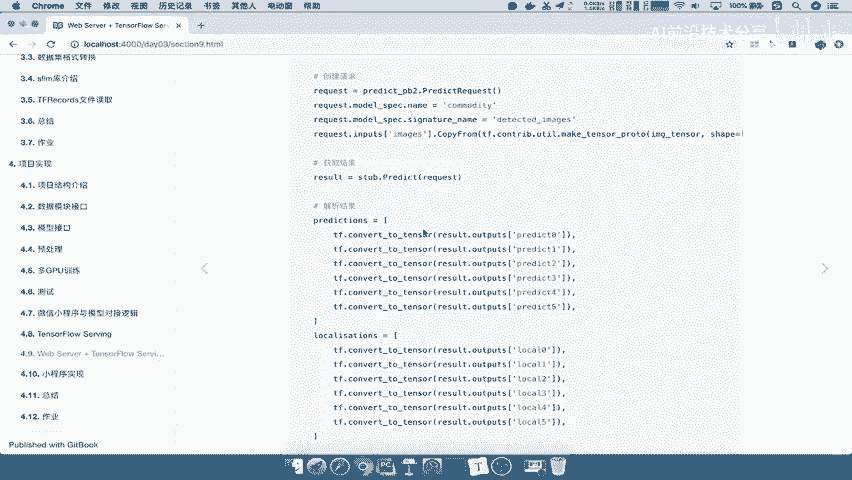 Chrome 文件 修改 视图 历史记录 书签 其他人 电动窗 帮助
100%
Web Server + TensorFlow Serv
AI前沿技术分享
localhost:4000/day03/section9.html
3.3. 数据集格式转换
3.4. slim库介绍
3.5. TFRecords文件读取
3.6. 总结
3.7. 作业
4. 项目实现
4.1. 项目结构介绍
4.2. 数据模块接口
4.3. 模型接口
4.4. 预处理
4.5. 多GPU训练
4.6. 测试
4.7. 微信小程序与模型对接逻辑
4.8. TensorFlow Serving
4.9. Web Server + TensorFlow Servi...
4.10. 小程序实现
4.11. 总结
4.12. 作业
Published with GitBook
# 创建请求
request = predict_pb2.PredictRequest()
request.model_spec.name = 'commodity'
request.model_spec.signature_name = 'detected_images'
request.inputs['images'].CopyFrom(tf.contrib.util.make_tensor_proto(img_tensor, shape=
# 获取结果
result = stub.Predict(request)
# 解析结果
predictions = [
tf.convert_to_tensor(result.outputs['predict0']),
tf.convert_to_tensor(result.outputs['predict1']),
tf.convert_to_tensor(result.outputs['predict2']),
tf.convert_to_tensor(result.outputs['predict3']),
tf.convert_to_tensor(result.outputs['predict4']),
tf.convert_to_tensor(result.outputs['predict5']),
]
localisations = [
tf.convert_to_tensor(result.outputs['local0']),
tf.convert_to_tensor(result.outputs['local1']),
tf.convert_to_tensor(result.outputs['local2']),
tf.convert_to_tensor(result.outputs['local3']),
tf.convert_to_tensor(result.outputs['local4']),
tf.convert_to_tensor(result.outputs['local5']),
]